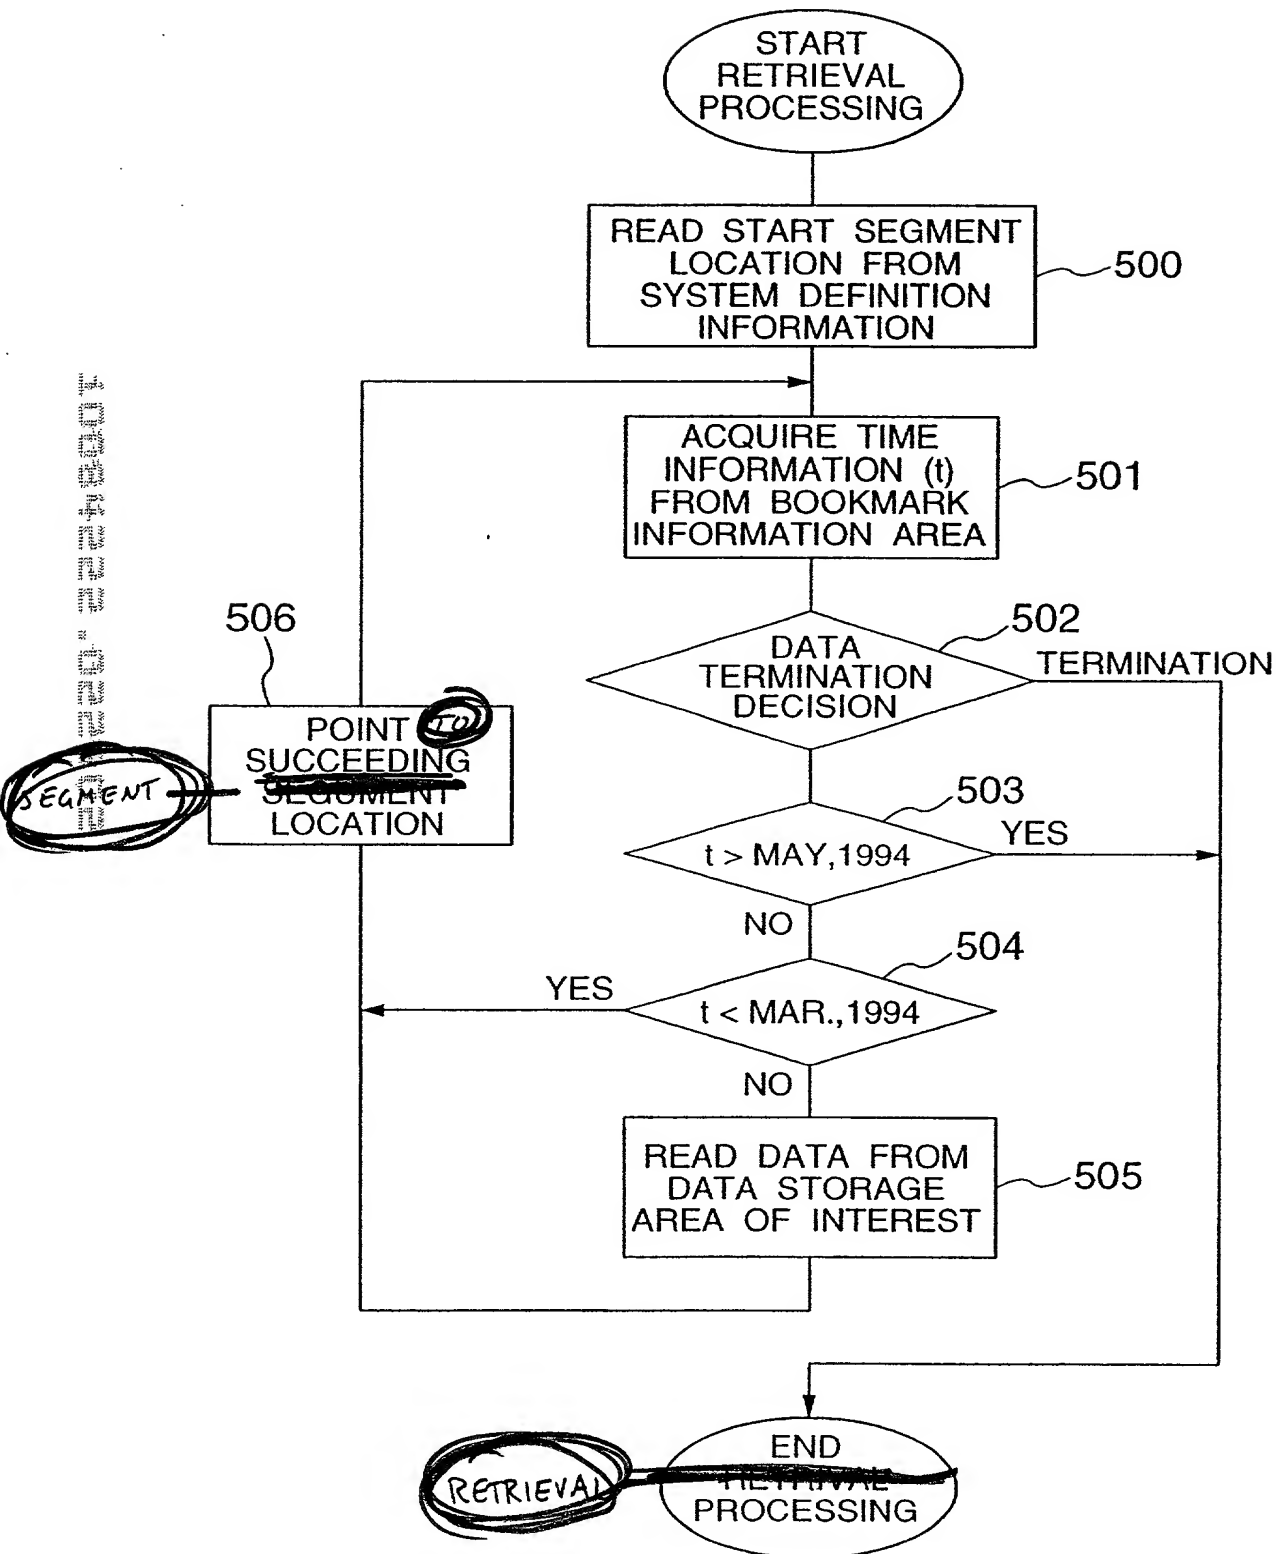 START
RETRIEVAL
PROCESSING
READ START SEGMENT
LOCATION FROM
SYSTEM DEFINITION
INFORMATION
500
ACQUIRE TIME
INFORMATION (t)
FROM BOOKMARK
INFORMATION AREA
501
506
502
DATA
TERMINATION
DECISION
TERMINATION
POINT TO
SUCCEEDING
SEGMENT
SEGUMENT
LOCATION
503
t > MAY,1994
YES
NO
504
YES
t < MAR.,1994
NO
READ DATA FROM
DATA STORAGE
AREA OF INTEREST
505
END
RETRIEVAL
RETRIVAL
PROCESSING